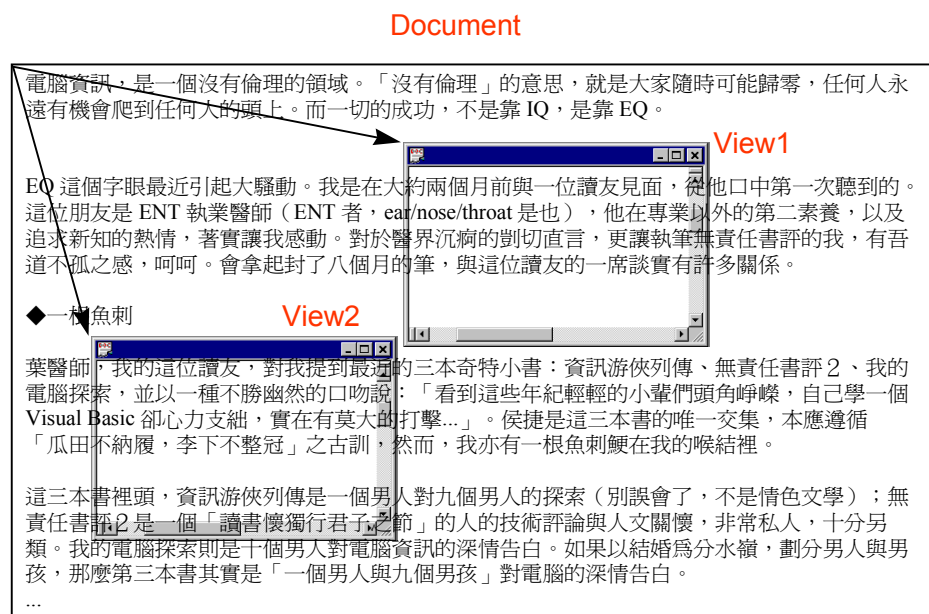 Document
電腦資訊，是一個沒有倫理的領域。「沒有倫理」的意思，就是大家隨時可能歸零，任何人永
遠有機會爬到任何人的頭上。而一切的成功，不是靠 IQ，是靠 EQ。
View1
EQ 這個字眼最近引起大騷動。我是在大約兩個月前與一位讀友見面，從他口中第一次聽到的。
這位朋友是 ENT 執業醫師（ENT 者，ear/nose/throat 是也），他在專業以外的第二素養，以及
追求新知的熱情，著實讓我感動。對於醫界沉痾的剴切直言，更讓執筆無責任書評的我，有吾
道不孤之感，呵呵。會拿起封了八個月的筆，與這位讀友的一席談實有許多關係。
◆一根魚刺
View2
葉醫師，我的這位讀友，對我提到最近的三本奇特小書：資訊游俠列傳、無責任書評２、我的
電腦探索，並以一種不勝幽然的口吻說：「看到這些年紀輕輕的小輩們頭角崢嶸，自己學一個
Visual Basic 卻心力支絀，實在有莫大的打擊...」。侯捷是這三本書的唯一交集，本應遵循
「瓜田不納履，李下不整冠」之古訓，然而，我亦有一根魚刺鯁在我的喉結裡。
這三本書裡頭，資訊游俠列傳是一個男人對九個男人的探索（別誤會了，不是情色文學）；無
責任書評２是一個「讀書懷獨行君子之節」的人的技術評論與人文關懷，非常私人，十分另
類。我的電腦探索則是十個男人對電腦資訊的深情告白。如果以結婚爲分水嶺，劃分男人與男
孩，那麼第三本書其實是「一個男人與九個男孩」對電腦的深情告白。
...